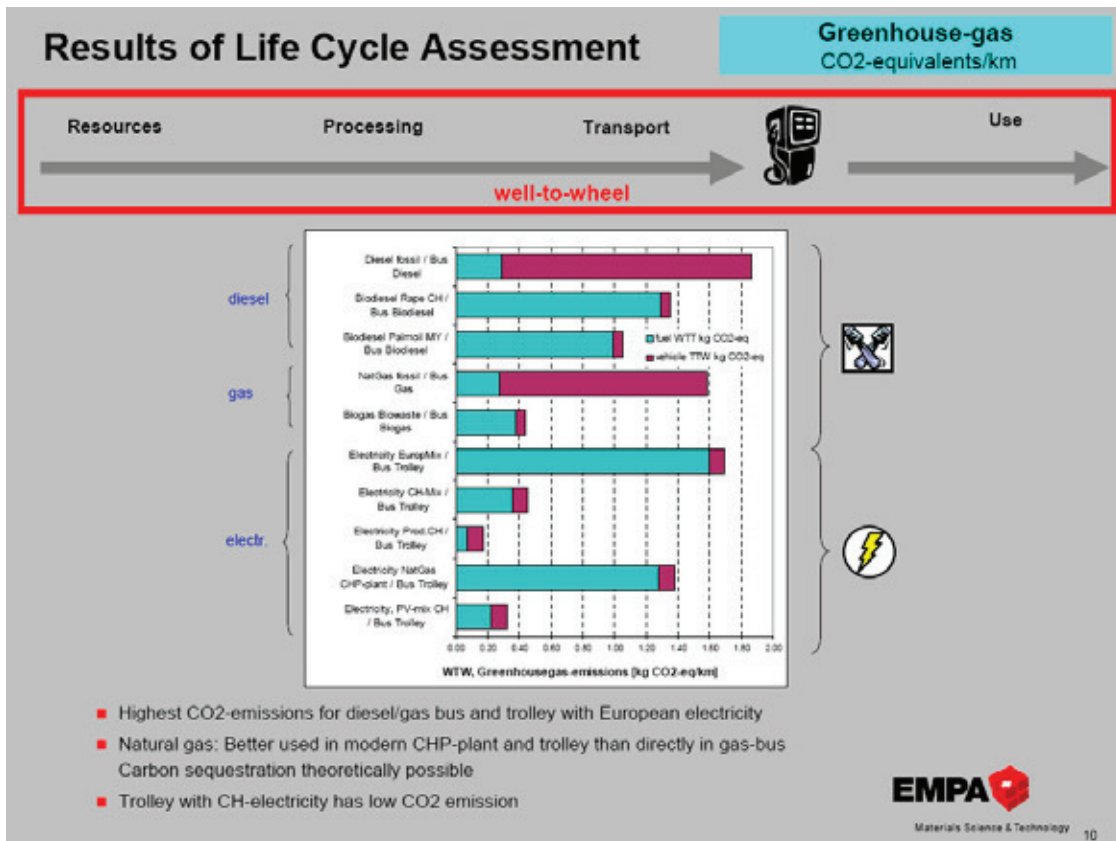 Results of Life Cycle Assessment
Greenhouse-gas
CO2-equivalents/km
Resources
Processing
Transport
Use
well-to-wheel
diesel
gas
electr.
Diesel fossil / Bus
Diesel
Biodiesel Rape CH /
Bus Biodiesel
Biodiesel Palmoil MY /
Bus Biodiesel
NatGas fossil / Bus
Gas
Biogas Biowaste / Bus
Biogas
Electricity EuropMix /
Bus Trolley
Electricity CH-Mix /
Bus Trolley
Electricity Prod.CH /
Bus Trolley
Electricity NatGas
CHP-plant / Bus Trolley
Electricity, PV-mix CH
/ Bus Trolley
fuel WTT kg CO2-eq
vehicle TTW kg CO2-eq
0.00 0.20 0.40 0.60 0.80 1.00 1.20 1.40 1.60 1.80 2.00
WTW, Greenhousegas-emissions [kg CO2-eq/km]
Highest CO2-emissions for diesel/gas bus and trolley with European electricity
Natural gas: Better used in modern CHP-plant and trolley than directly in gas-bus
Carbon sequestration theoretically possible
Trolley with CH-electricity has low CO2 emission
EMPA
Materials Science & Technology
10